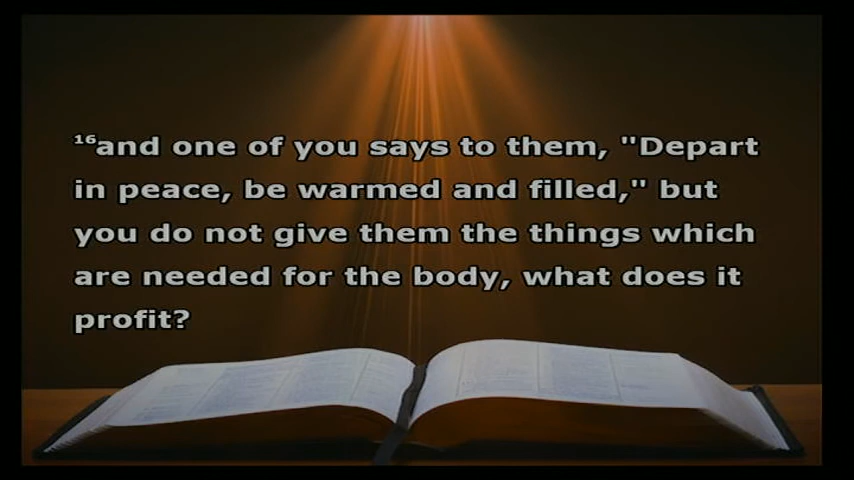 ¹⁶and one of you says to them, "Depart
in peace, be warmed and filled," but
you do not give them the things which
are needed for the body, what does it
profit?